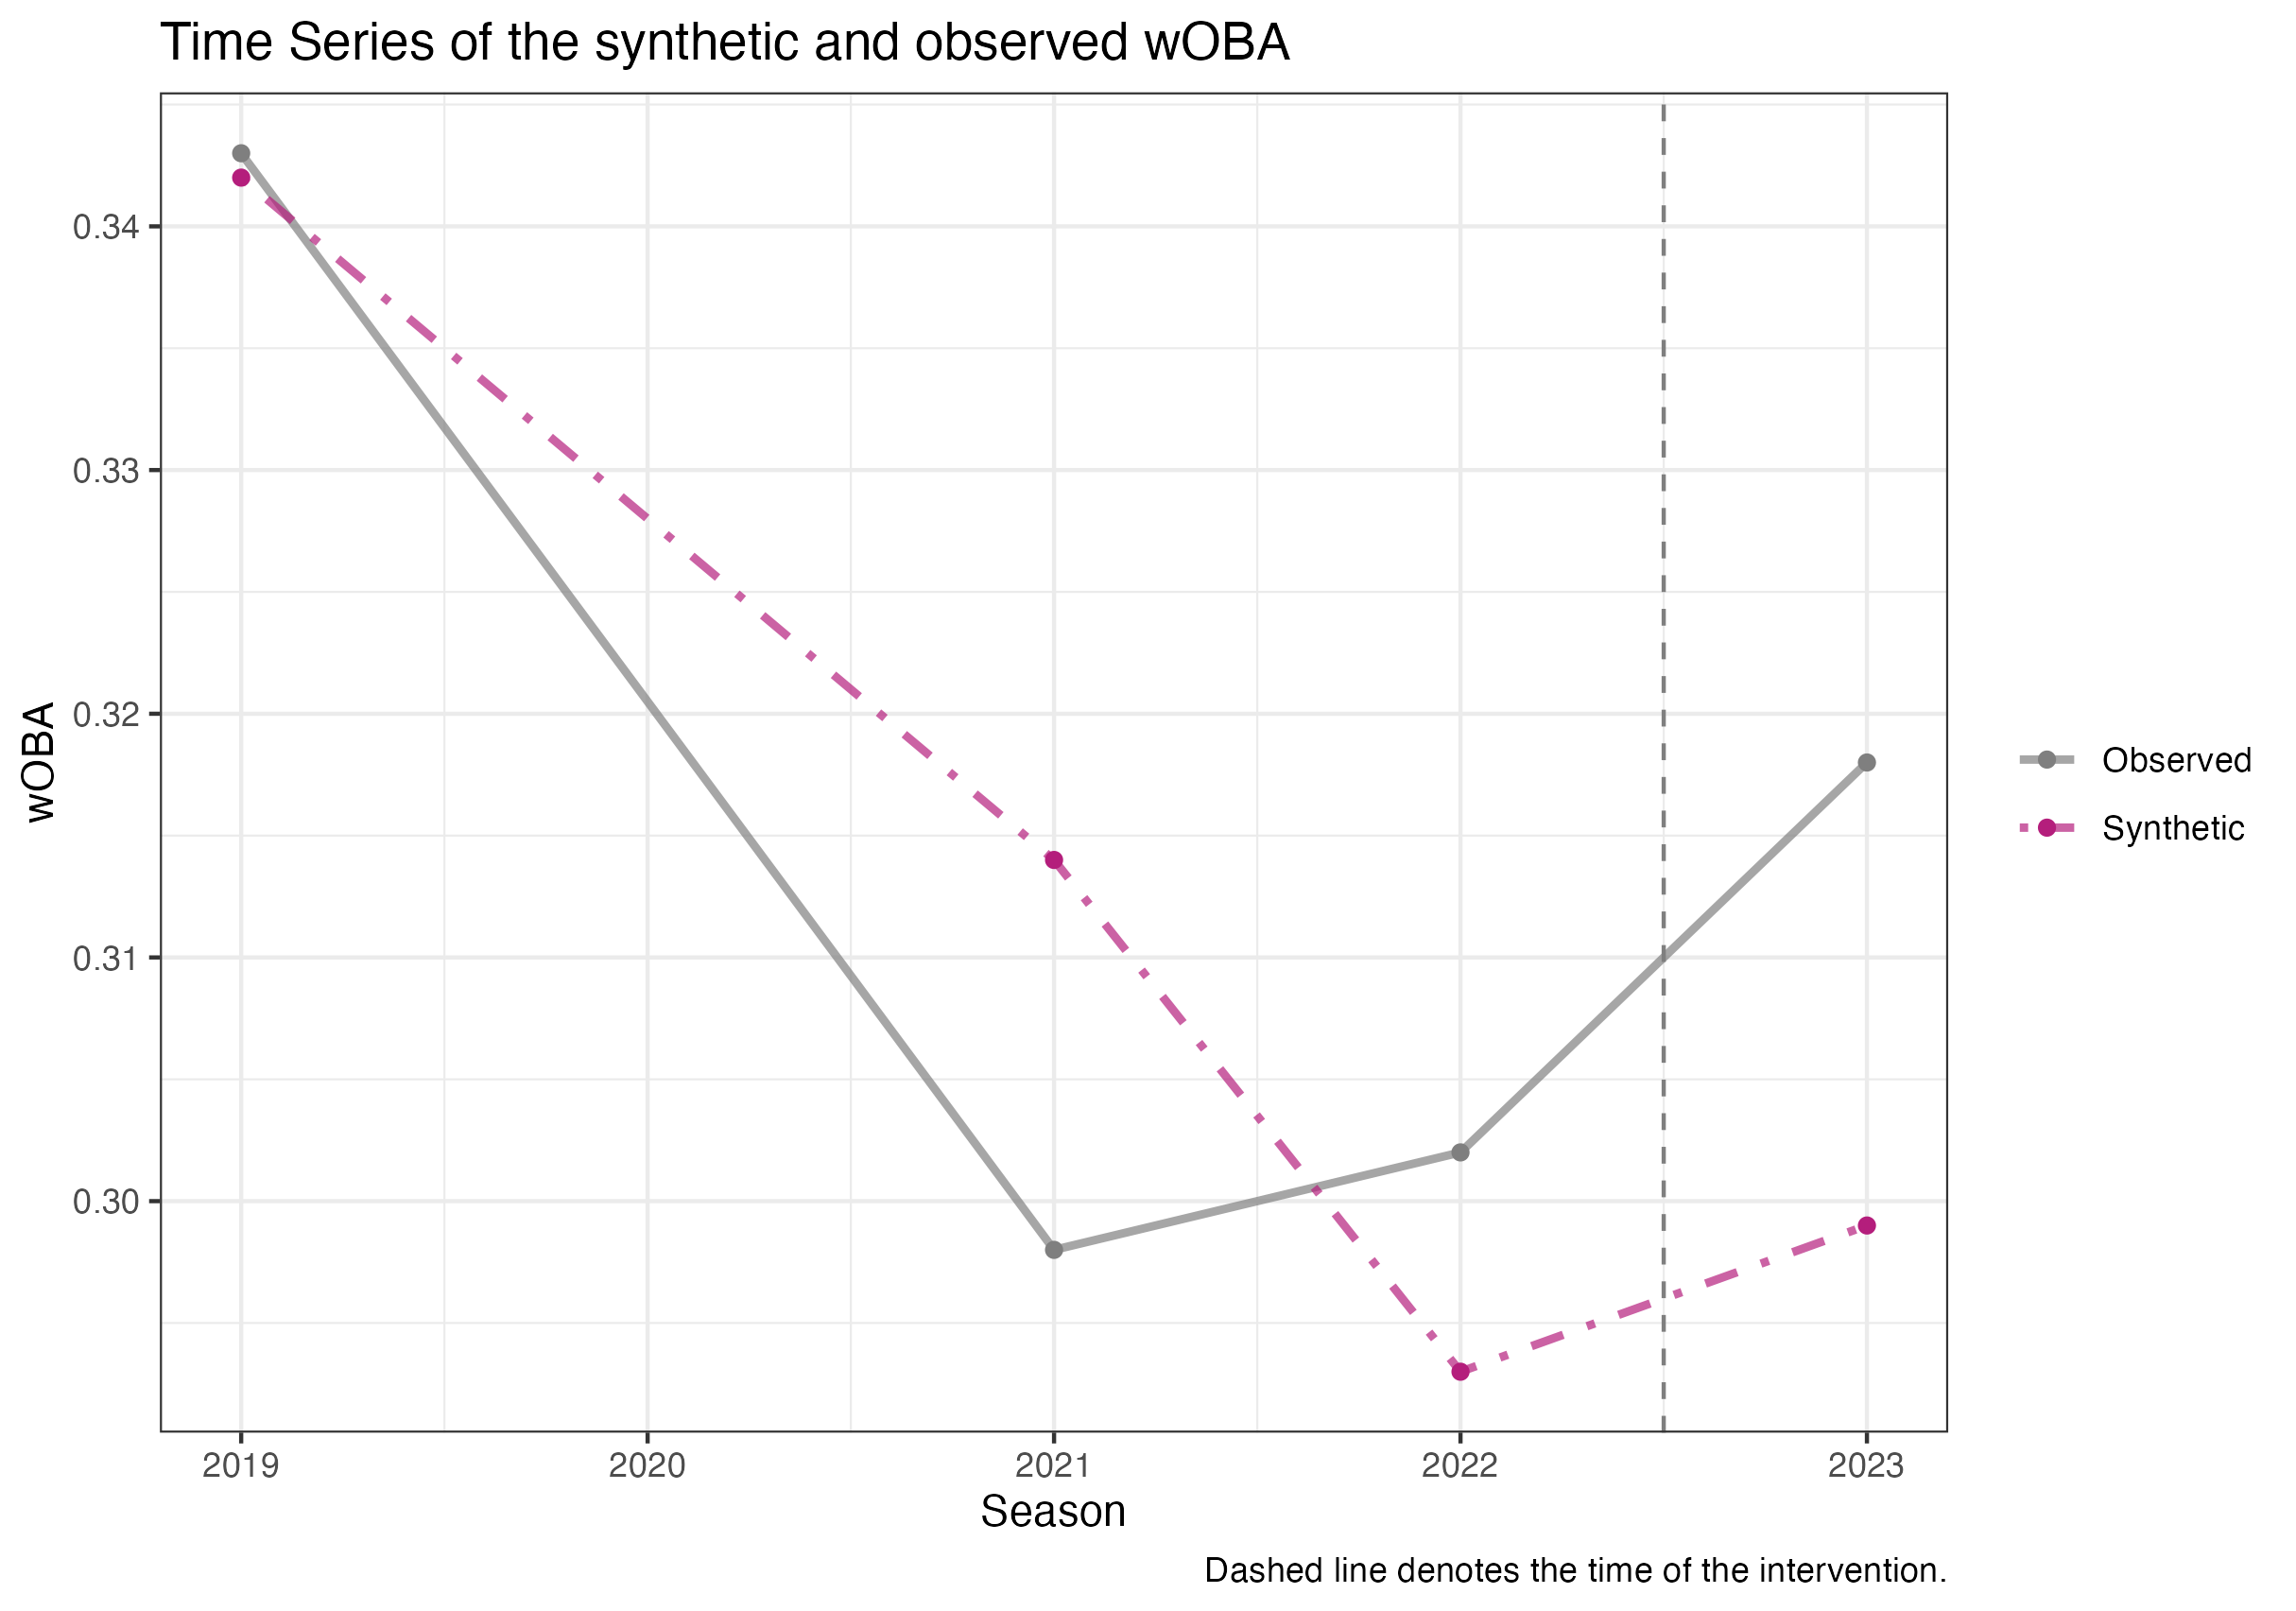 Time Series of the synthetic and observed wOBA
0.34
0.33
0.32
0.31
0.30
wOBA
2019 2020 2021 2022 2023
Season
Observed
Synthetic
Dashed line denotes the time of the intervention.